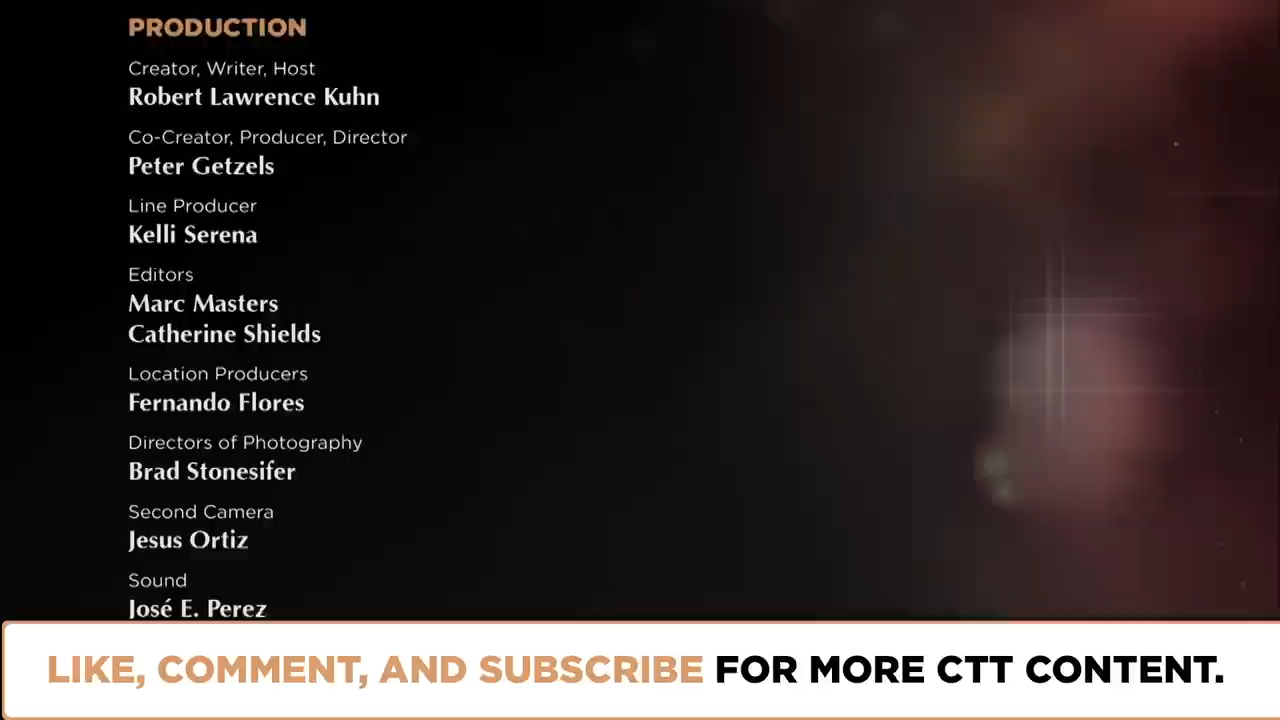 PRODUCTION
Creator, Writer, Host
Robert Lawrence Kuhn
Co-Creator, Producer, Director
Peter Getzels
Line Producer
Kelli Serena
Editors
Marc Masters
Catherine Shields
Location Producers
Fernando Flores
Directors of Photography
Brad Stonesifer
Second Camera
Jesus Ortiz
Sound
José E. Perez
LIKE, COMMENT, AND SUBSCRIBE FOR MORE CTT CONTENT.